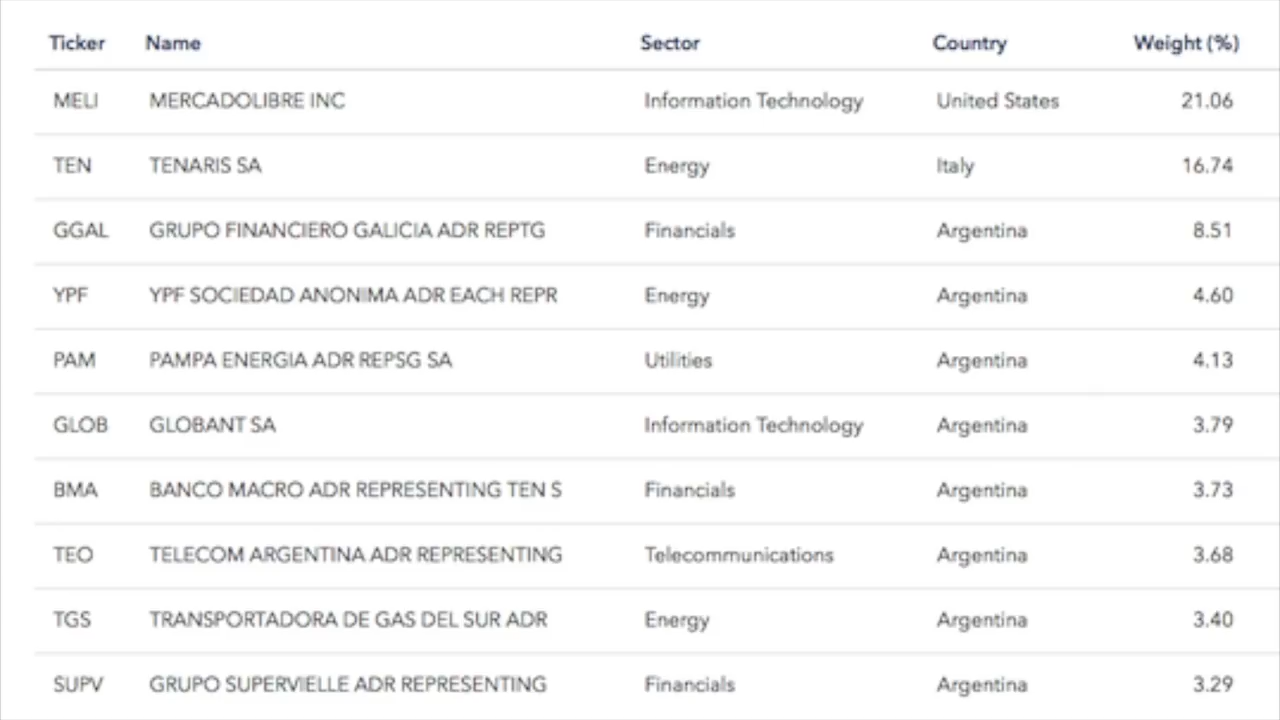 Ticker Name Sector Country Weight (%)
MELI MERCADOLIBRE INC Information Technology United States 21.06
TEN TENARIS SA Energy Italy 16.74
GGAL GRUPO FINANCIERO GALICIA ADR REPTG Financials Argentina 8.51
YPF YPF SOCIEDAD ANONIMA ADR EACH REPR Energy Argentina 4.60
PAM PAMPA ENERGIA ADR REPSG SA Utilities Argentina 4.13
GLOB GLOBANT SA Information Technology Argentina 3.79
BMA BANCO MACRO ADR REPRESENTING TEN S Financials Argentina 3.73
TEO TELECOM ARGENTINA ADR REPRESENTING Telecommunications Argentina 3.68
TGS TRANSPORTADORA DE GAS DEL SUR ADR Energy Argentina 3.40
SUPV GRUPO SUPERVIELLE ADR REPRESENTING Financials Argentina 3.29